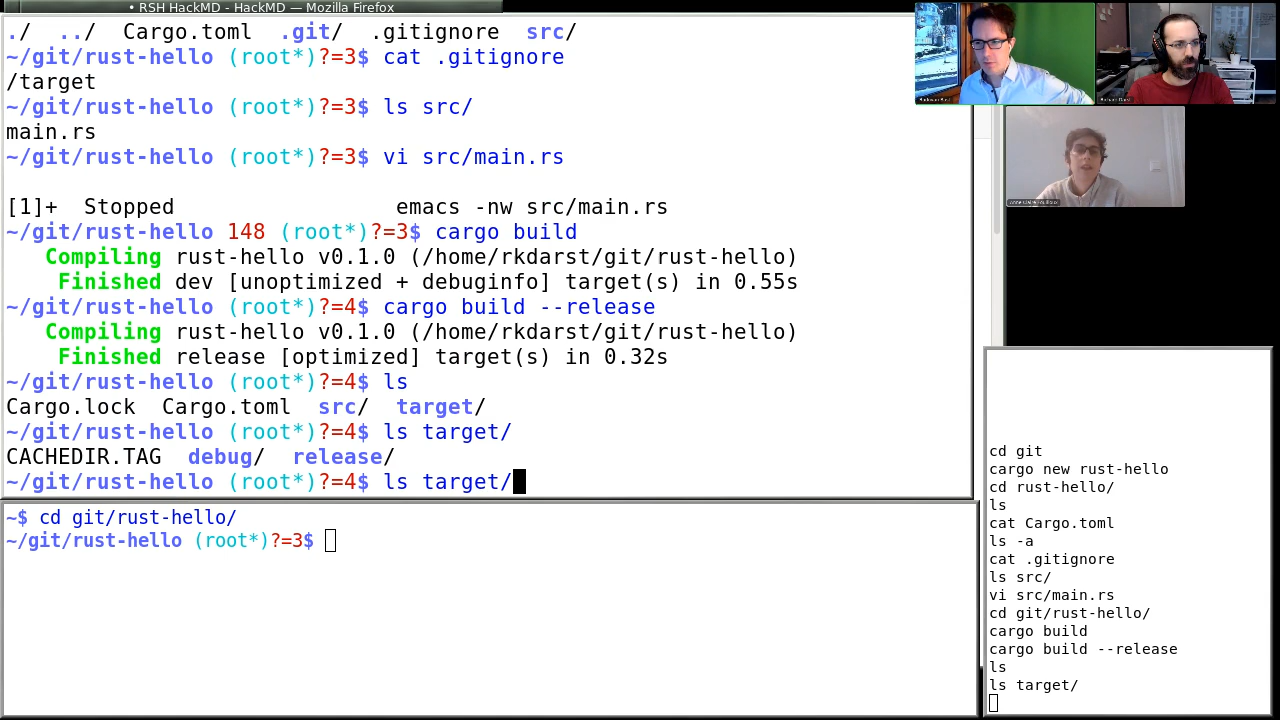 • RSH HackMD - HackMD — Mozilla Firefox
./  ../  Cargo.toml  .git/  .gitignore  src/
~/git/rust-hello (root*)?=3$ cat .gitignore
/target
~/git/rust-hello (root*)?=3$ ls src/
main.rs
~/git/rust-hello (root*)?=3$ vi src/main.rs
[1]+  Stopped                 emacs -nw src/main.rs
~/git/rust-hello 148 (root*)?=3$ cargo build
   Compiling rust-hello v0.1.0 (/home/rkdarst/git/rust-hello)
    Finished dev [unoptimized + debuginfo] target(s) in 0.55s
~/git/rust-hello (root*)?=4$ cargo build --release
   Compiling rust-hello v0.1.0 (/home/rkdarst/git/rust-hello)
    Finished release [optimized] target(s) in 0.32s
~/git/rust-hello (root*)?=4$ ls
Cargo.lock  Cargo.toml  src/  target/
~/git/rust-hello (root*)?=4$ ls target/
CACHEDIR.TAG  debug/  release/
~/git/rust-hello (root*)?=4$ ls target/
~$ cd git/rust-hello/
~/git/rust-hello (root*)?=3$
cd git
cargo new rust-hello
cd rust-hello/
ls
cat Cargo.toml
ls -a
cat .gitignore
ls src/
vi src/main.rs
cd git/rust-hello/
cargo build
cargo build --release
ls
ls target/